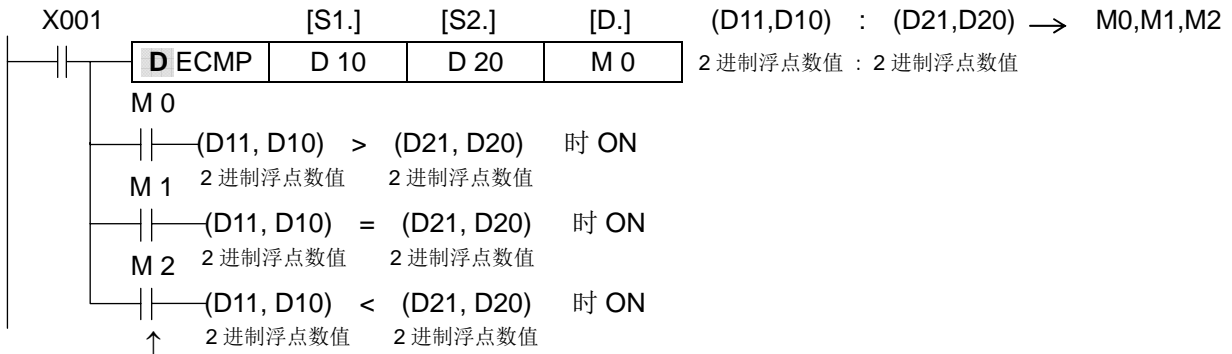 X001 [S1.] [S2.] [D.] (D11,D10) : (D21,D20) → M0,M1,M2
D ECMP D 10 D 20 M 0 2 进制浮点数值 : 2 进制浮点数值
M 0
(D11, D10) > (D21, D20) 时 ON
2 进制浮点数值 2 进制浮点数值
M 1
(D11, D10) = (D21, D20) 时 ON
2 进制浮点数值 2 进制浮点数值
M 2
(D11, D10) < (D21, D20) 时 ON
2 进制浮点数值 2 进制浮点数值
↑